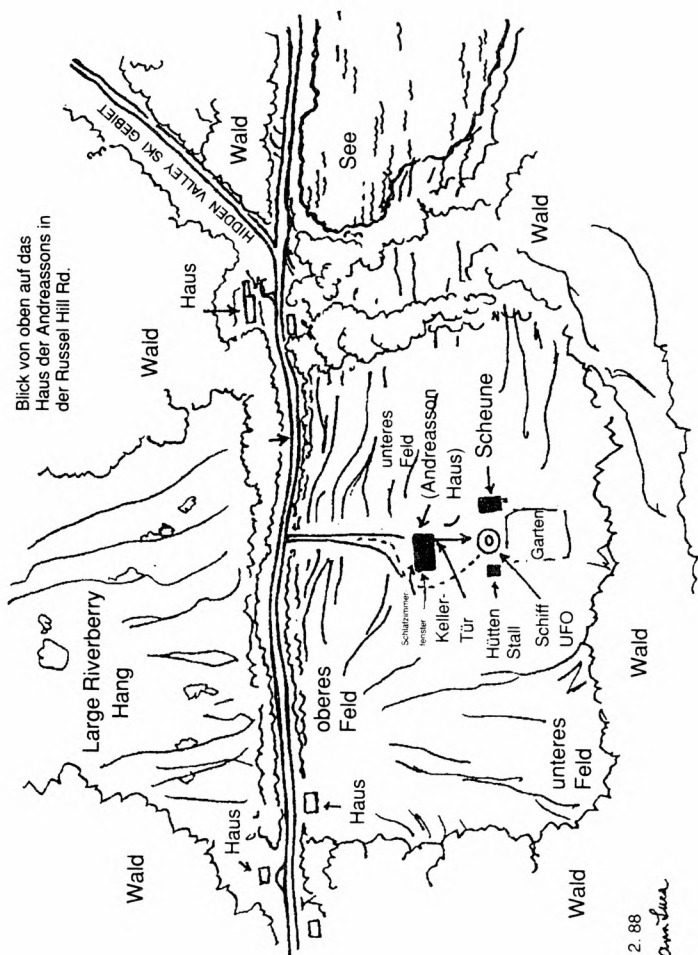 Blick von oben auf das
Haus der Andreassons in
der Russel Hill Rd.
HIDDEN VALLEY SKI GEBIET
Wald
See
Wald
Haus
Wald
Large Riverberry
Hang
Wald
Haus
Haus
oberes
Feld
unteres
Feld
(Andreasson
Haus)
Scheune
Schlafzimmer
fenster
Keller-
Tür
Hütten
Stall
Schiff
UFO
Garten
unteres
Feld
Wald
Wald
2. 88